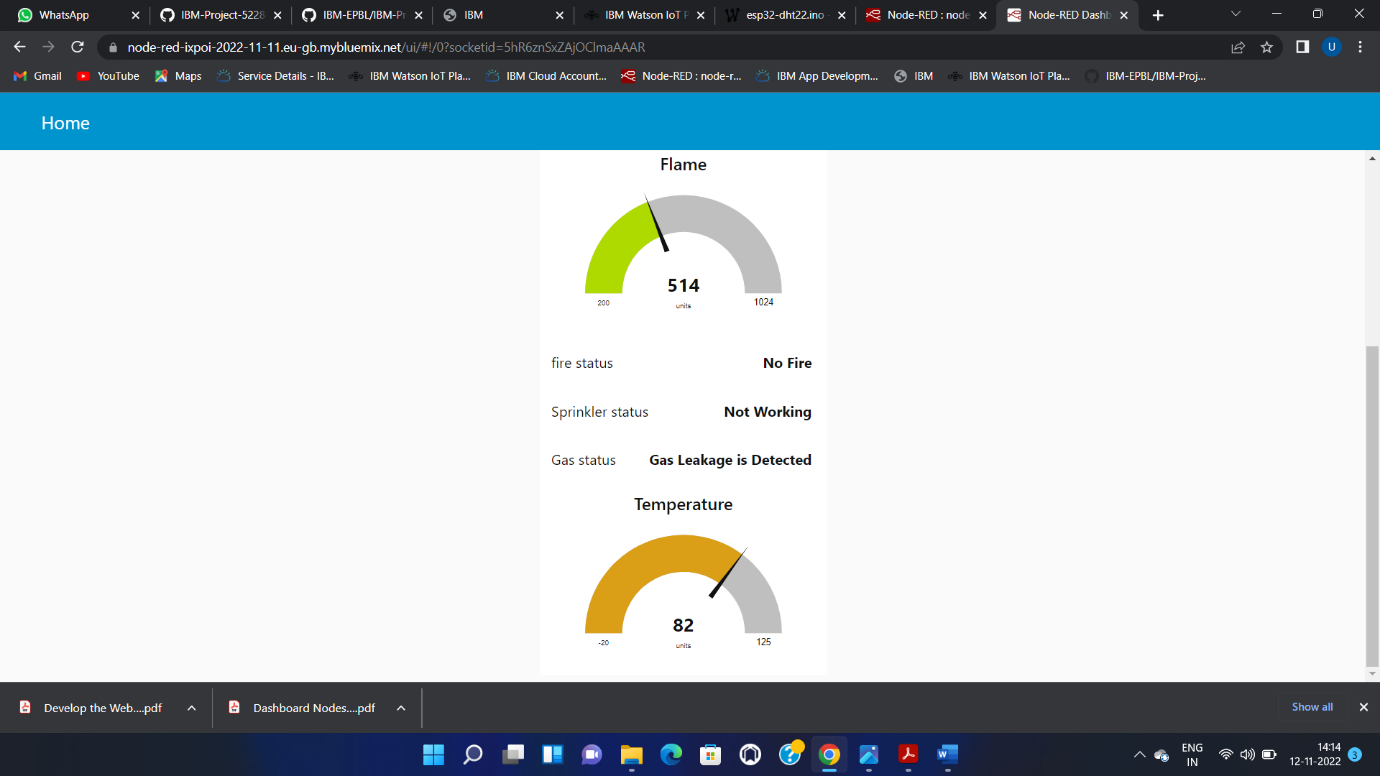 WhatsApp
IBM-Project-5228
IBM-EPBL/IBM-Pr
IBM
IBM Watson IoT P
esp32-dht22.ino -
Node-RED : node
Node-RED Dashb
node-red-ixpoi-2022-11-11.eu-gb.mybluemix.net/ui/#!/0?socketid=5hR6znSxZAjOClmaAAAR
U
Gmail
YouTube
Maps
Service Details - IB...
IBM Watson IoT Pla...
IBM Cloud Account...
Node-RED : node-r...
IBM App Developm...
IBM
IBM Watson IoT Pla...
IBM-EPBL/IBM-Proj...
Home
Flame
514
units
200
1024
fire status No Fire
Sprinkler status Not Working
Gas status Gas Leakage is Detected
Temperature
82
units
-20
125
Develop the Web....pdf
Dashboard Nodes....pdf
Show all
ENG
IN
14:14
12-11-2022
3